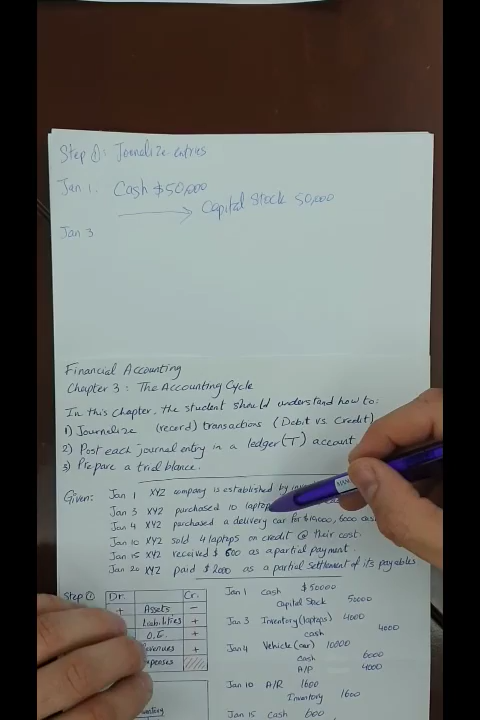 Step ①: Jornalize entries
Jan 1. Cash $50,000
Capital Stock 50,000
Jan 3
Financial Accounting
Chapter 3: The Accounting Cycle
In this Chapter, the student should understand how to:
1) Journalize (record) transactions (Debit vs. Credit)
2) Post each journal entry in a ledger (T) account
3) Prepare a trial blance.
Given: Jan 1 XYZ company is established by
Jan 3 XYZ purchased 10
Jan 4 XYZ purchased a delivery car for $10,000, 6000 cash
Jan 10 XYZ sold 4 laptops on credit @ their cost.
Jan 15 XYZ received $ 600 as a partial payment.
Jan 20 XYZ paid $ 2000 as a partial settlement of its payables
Step ①
Dr. Cr.
+ Assets -
Liabilities +
O.E. +
+
Jan 1 cash $50000
Capital Stock 50000
Jan 3 Inventory (laptops) 4000
cash 4000
Jan 4 Vehicle (car) 10000
cash 6000
A/P 4000
Jan 10 A/R 1600
Inventory 1600
Jan 15 cash 600